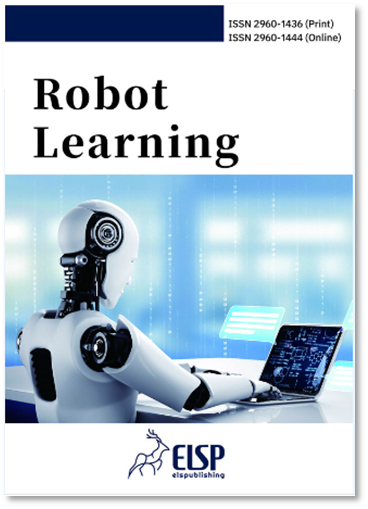 ISSN 2960-1436 (Print)
ISSN 2960-1444 (Online)
Robot
Learning
ELSP
elspublishing